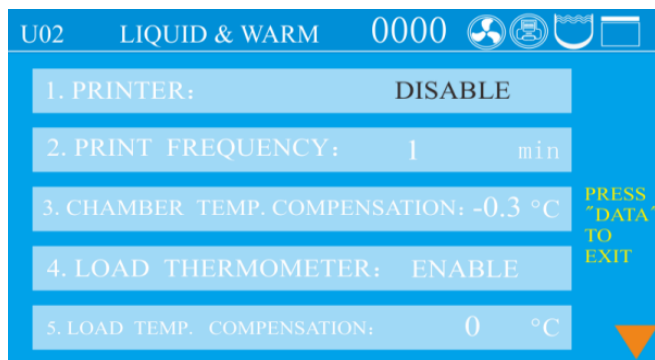 U02 LIQUID & WARM 0000
1. PRINTER: DISABLE
2. PRINT FREQUENCY: 1 min
3. CHAMBER TEMP. COMPENSATION: -0.3 °C
4. LOAD THERMOMETER: ENABLE
5. LOAD TEMP. COMPENSATION: 0 °C
PRESS
"DATA"
TO
EXIT